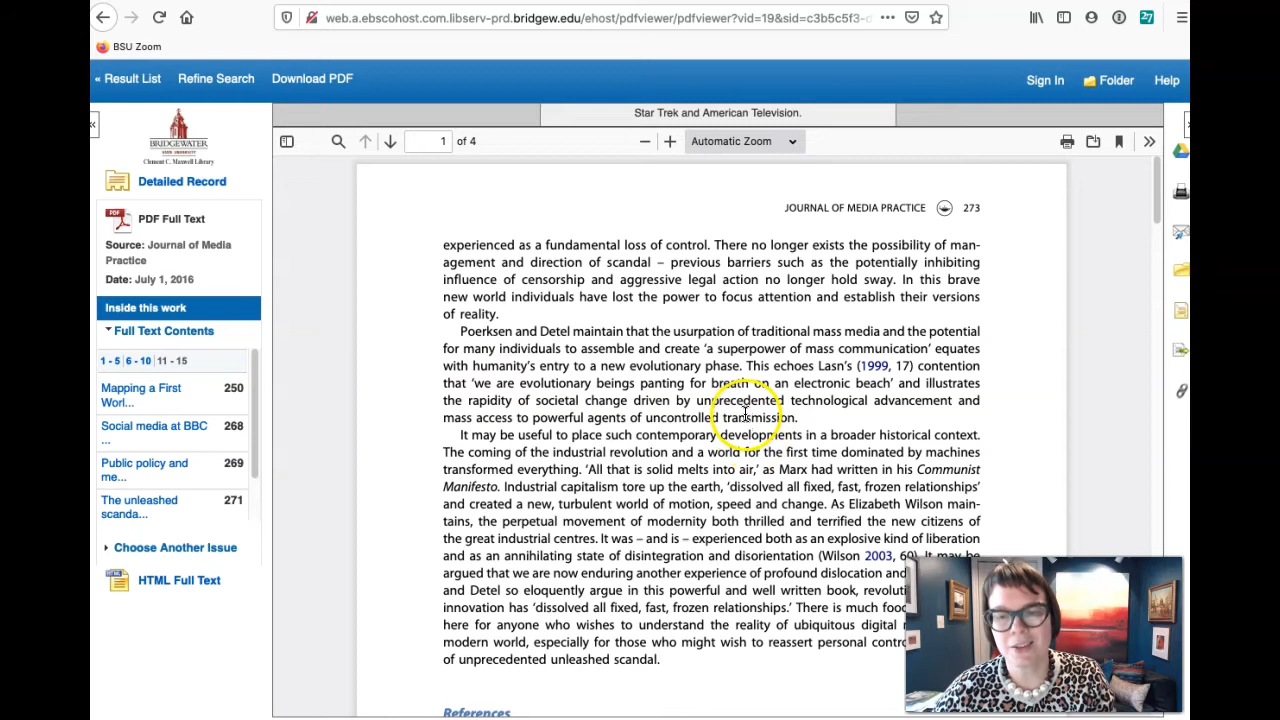 web.a.ebscohost.com.libserv-prd.bridgew.edu/ehost/pdfviewer/pdfviewer?vid=19&sid=c3b5c5f3-
27
BSU Zoom
« Result List Refine Search Download PDF
Sign In Folder Help
Star Trek and American Television.
1 of 4
Automatic Zoom
BRIDGEWATER
STATE UNIVERSITY
Clement C. Maxwell Library
Detailed Record
PDF
PDF Full Text
Source: Journal of Media
Practice
Date: July 1, 2016
Inside this work
Full Text Contents
1 - 5 6 - 10 11 - 15
Mapping a First 250
Worl...
Social media at BBC 268
...
Public policy and 269
me...
The unleashed 271
scanda...
Choose Another Issue
HTML Full Text
JOURNAL OF MEDIA PRACTICE 273
experienced as a fundamental loss of control. There no longer exists the possibility of man-
agement and direction of scandal – previous barriers such as the potentially inhibiting
influence of censorship and aggressive legal action no longer hold sway. In this brave
new world individuals have lost the power to focus attention and establish their versions
of reality.
Poerksen and Detel maintain that the usurpation of traditional mass media and the potential
for many individuals to assemble and create ‘a superpower of mass communication’ equates
with humanity’s entry to a new evolutionary phase. This echoes Lasn’s (1999, 17) contention
that ‘we are evolutionary beings panting for breath on an electronic beach’ and illustrates
the rapidity of societal change driven by unprecedented technological advancement and
mass access to powerful agents of uncontrolled transmission.
It may be useful to place such contemporary developments in a broader historical context.
The coming of the industrial revolution and a world for the first time dominated by machines
transformed everything. ‘All that is solid melts into air,’ as Marx had written in his Communist
Manifesto. Industrial capitalism tore up the earth, ‘dissolved all fixed, fast, frozen relationships’
and created a new, turbulent world of motion, speed and change. As Elizabeth Wilson main-
tains, the perpetual movement of modernity both thrilled and terrified the new citizens of
the great industrial centres. It was – and is – experienced both as an explosive kind of liberation
and as an annihilating state of disintegration and disorientation (Wilson 2003, 60). It may be
argued that we are now enduring another experience of profound dislocation and
and Detel so eloquently argue in this powerful and well written book,
innovation has ‘dissolved all fixed, fast, frozen relationships.’ There is much
here for anyone who wishes to understand the reality of ubiquitous digital
modern world, especially for those who might wish to reassert personal
of unprecedented unleashed scandal.
References